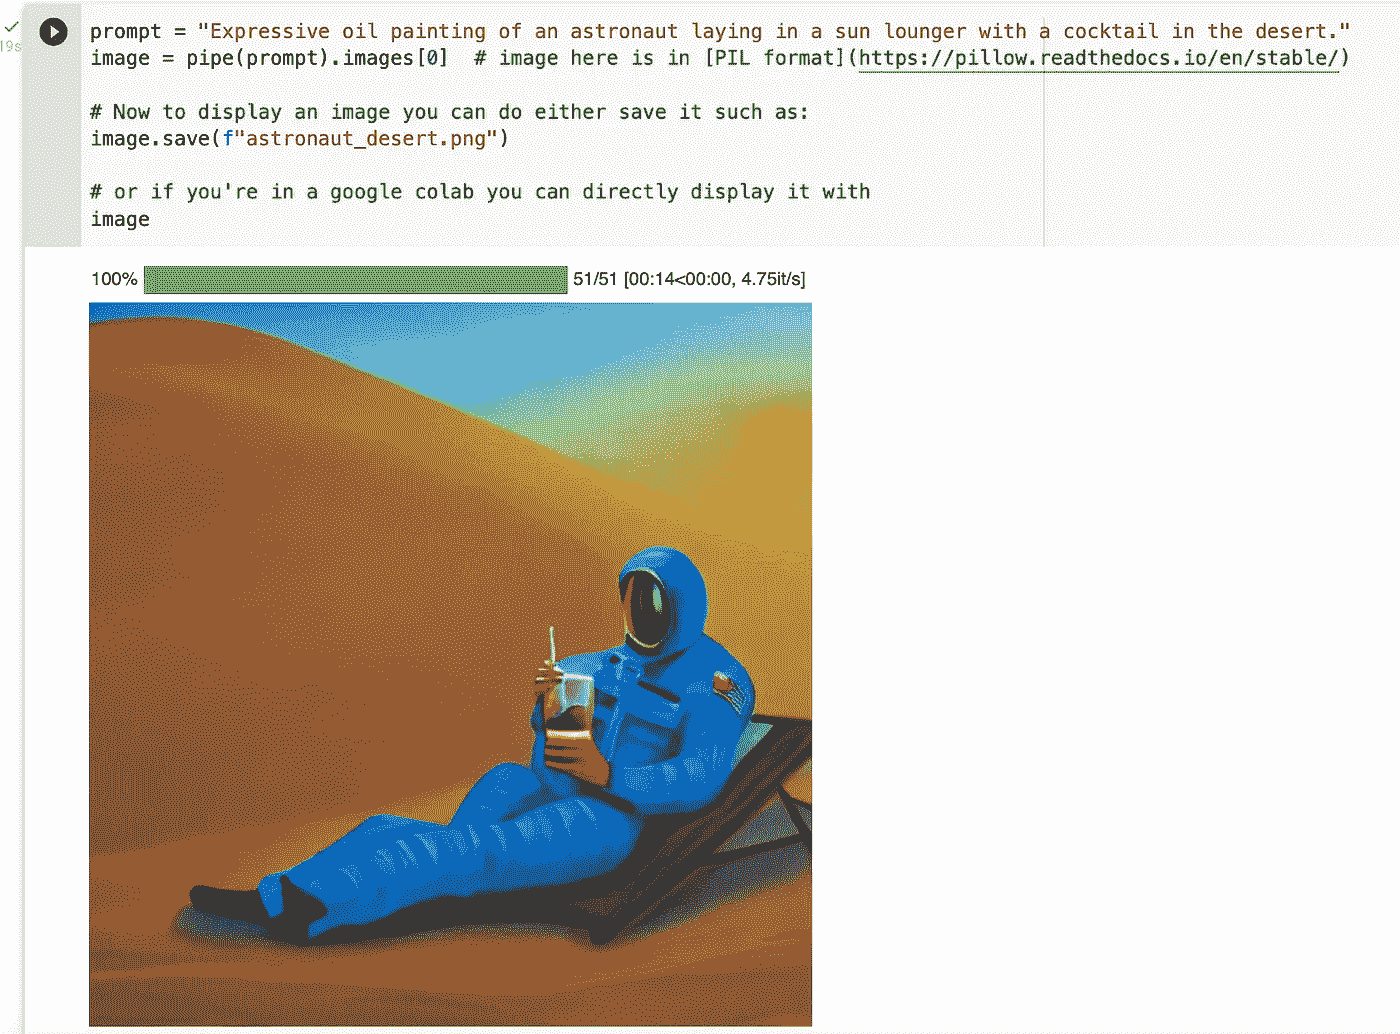 prompt = "Expressive oil painting of an astronaut laying in a sun lounger with a cocktail in the desert."
19s
image = pipe(prompt).images[0]  # image here is in [PIL format](https://pillow.readthedocs.io/en/stable/)
# Now to display an image you can do either save it such as:
image.save(f"astronaut_desert.png")
# or if you're in a google colab you can directly display it with
image
100% 51/51 [00:14<00:00, 4.75it/s]